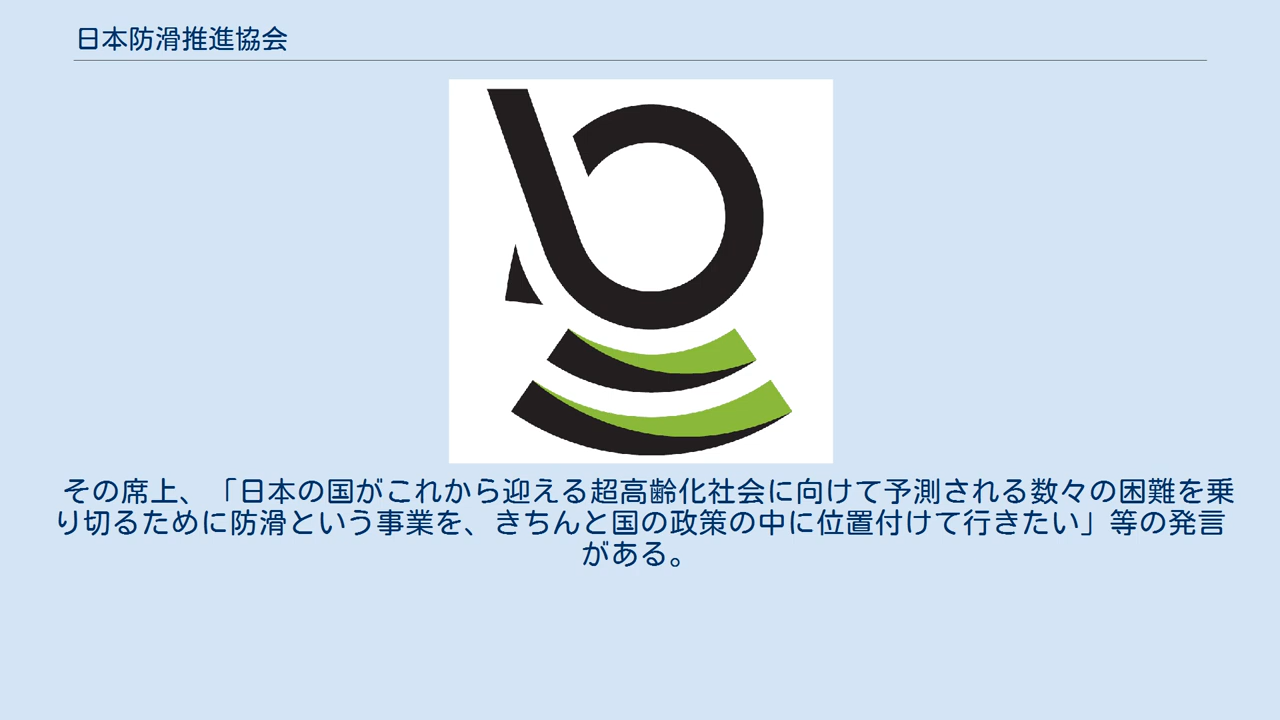 日本防滑推進協会
その席上、「日本の国がこれから迎える超高齢化社会に向けて予測される数々の困難を乗
り切るために防滑という事業を、きちんと国の政策の中に位置付けて行きたい」等の発言
がある。